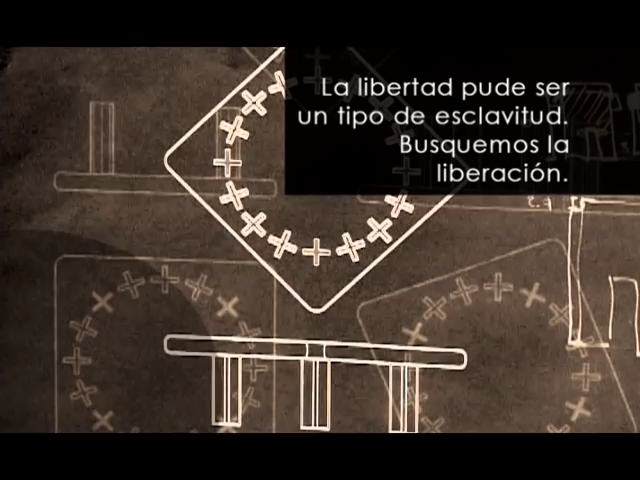 La libertad pude ser
un tipo de esclavitud.
Busquemos la
liberación.